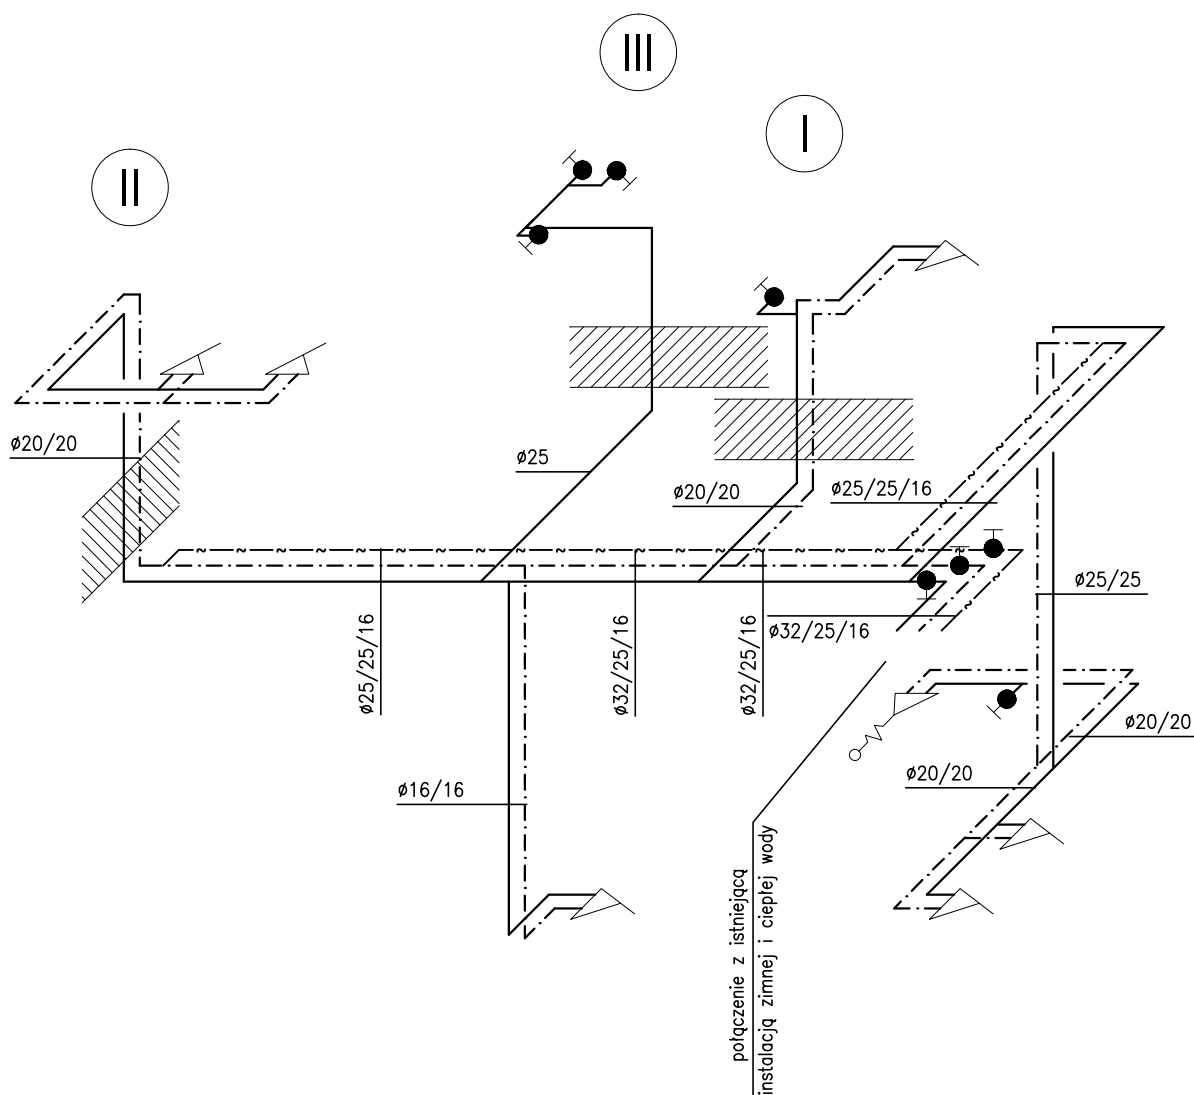 III
I
II
ø20/20
ø25
ø20/20
ø25/25/16
ø25/25
ø25/25/16
ø32/25/16
ø32/25/16
ø32/25/16
ø20/20
ø20/20
ø16/16
połączenie z istniejącą
instalacją zimnej i ciepłej wody